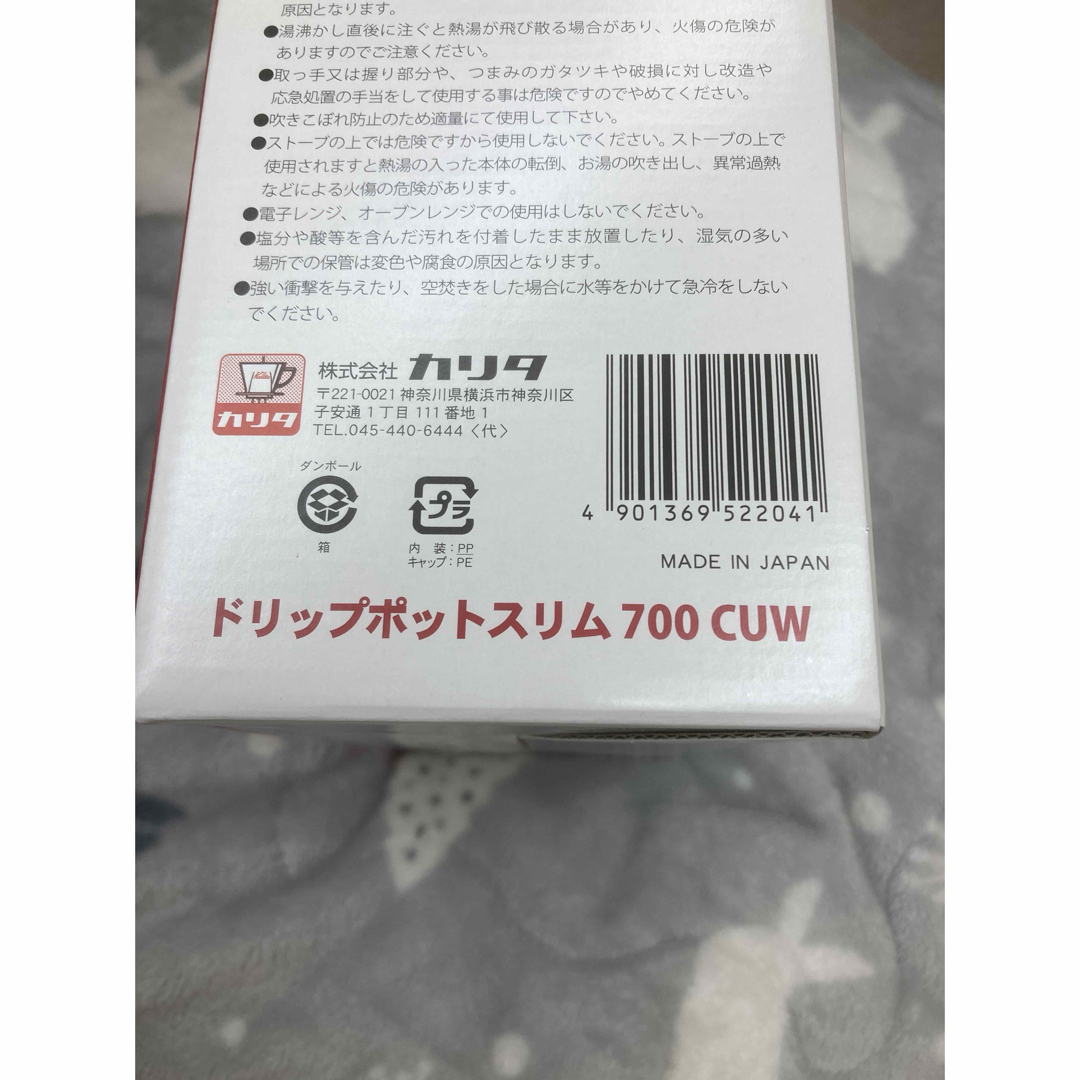 原因となります。
●湯沸かし直後に注ぐと熱湯が飛び散る場合があり、火傷の危険が
ありますのでご注意ください。
●取っ手又は握り部分や、つまみのガタツキや破損に対し改造や
応急処置の手当をして使用する事は危険ですのでやめてください。
●吹きこぼれ防止のため適量にて使用して下さい。
●ストーブの上では危険ですから使用しないでください。ストーブの上で
使用されますと熱湯の入った本体の転倒、お湯の吹き出し、異常過熱
などによる火傷の危険があります。
●電子レンジ、オーブンレンジでの使用はしないでください。
●塩分や酸等を含んだ汚れを付着したまま放置したり、湿気の多い
場所での保管は変色や腐食の原因となります。
●強い衝撃を与えたり、空焚きをした場合に水等をかけて急冷をしない
でください。
カリタ
株式会社 カリタ
〒221-0021 神奈川県横浜市神奈川区
子安通1丁目111番地1
TEL.045-440-6444〈代〉
ダンボール
箱
プラ
内 装:PP
キャップ:PE
4 901369 522041
MADE IN JAPAN
ドリップポットスリム 700 CUW